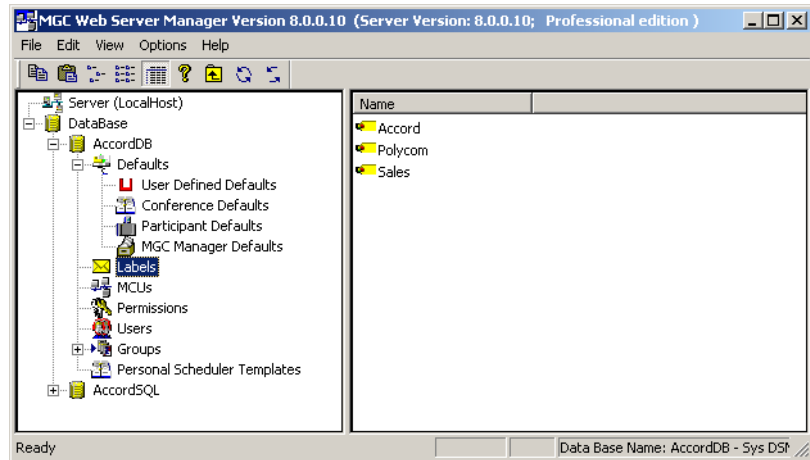 MGC Web Server Manager Version 8.0.0.10 (Server Version: 8.0.0.10; Professional edition )
File Edit View Options Help
Server (LocalHost)
DataBase
AccordDB
Defaults
User Defined Defaults
Conference Defaults
Participant Defaults
MGC Manager Defaults
Labels
MCUs
Permissions
Users
Groups
Personal Scheduler Templates
AccordSQL
Name
Accord
Polycom
Sales
Ready
Data Base Name: AccordDB - Sys DSN